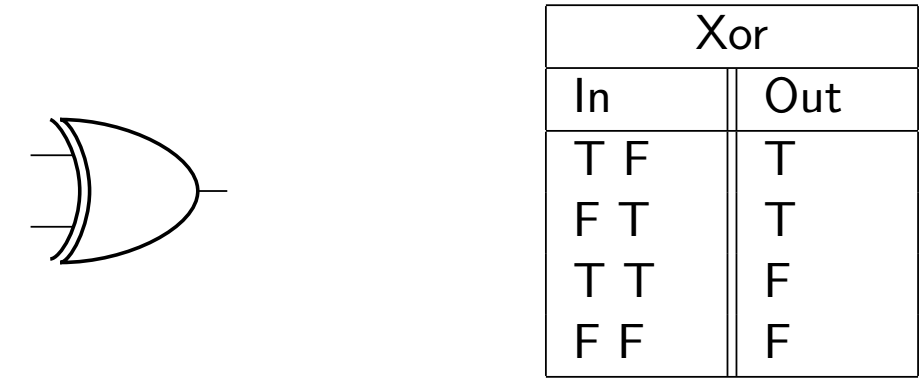 Xor
In Out
T F T
F T T
T T F
F F F